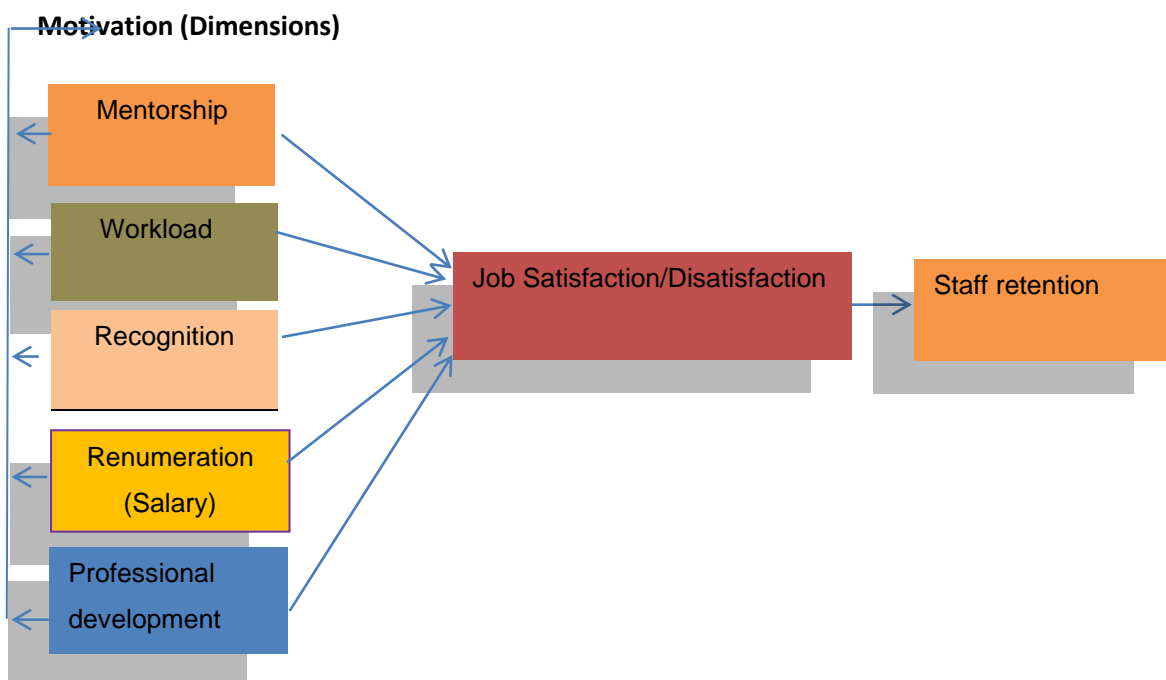 Motivation (Dimensions)
Mentorship
Workload
Recognition
Renumeration
(Salary)
Professional
development
Job Satisfaction/Disatisfaction
Staff retention